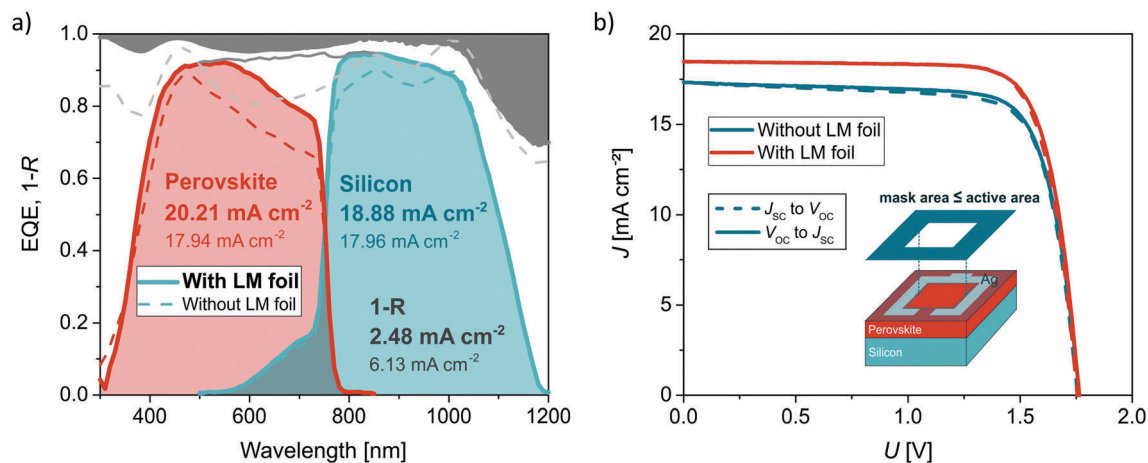 a)
1.0
0.8
0.6
0.4
0.2
0.0
EQE, 1-R
400
600
800
1000
1200
Wavelength [nm]
Perovskite
20.21 mA cm⁻²
17.94 mA cm⁻²
Silicon
18.88 mA cm⁻²
17.96 mA cm⁻²
With LM foil
Without LM foil
1-R
2.48 mA cm⁻²
6.13 mA cm⁻²
b)
20
15
10
5
0
J [mA cm⁻²]
0.0
0.5
1.0
1.5
2.0
U [V]
Without LM foil
With LM foil
J_SC to V_OC
V_OC to J_SC
mask area ≤ active area
Ag
Perovskite
Silicon